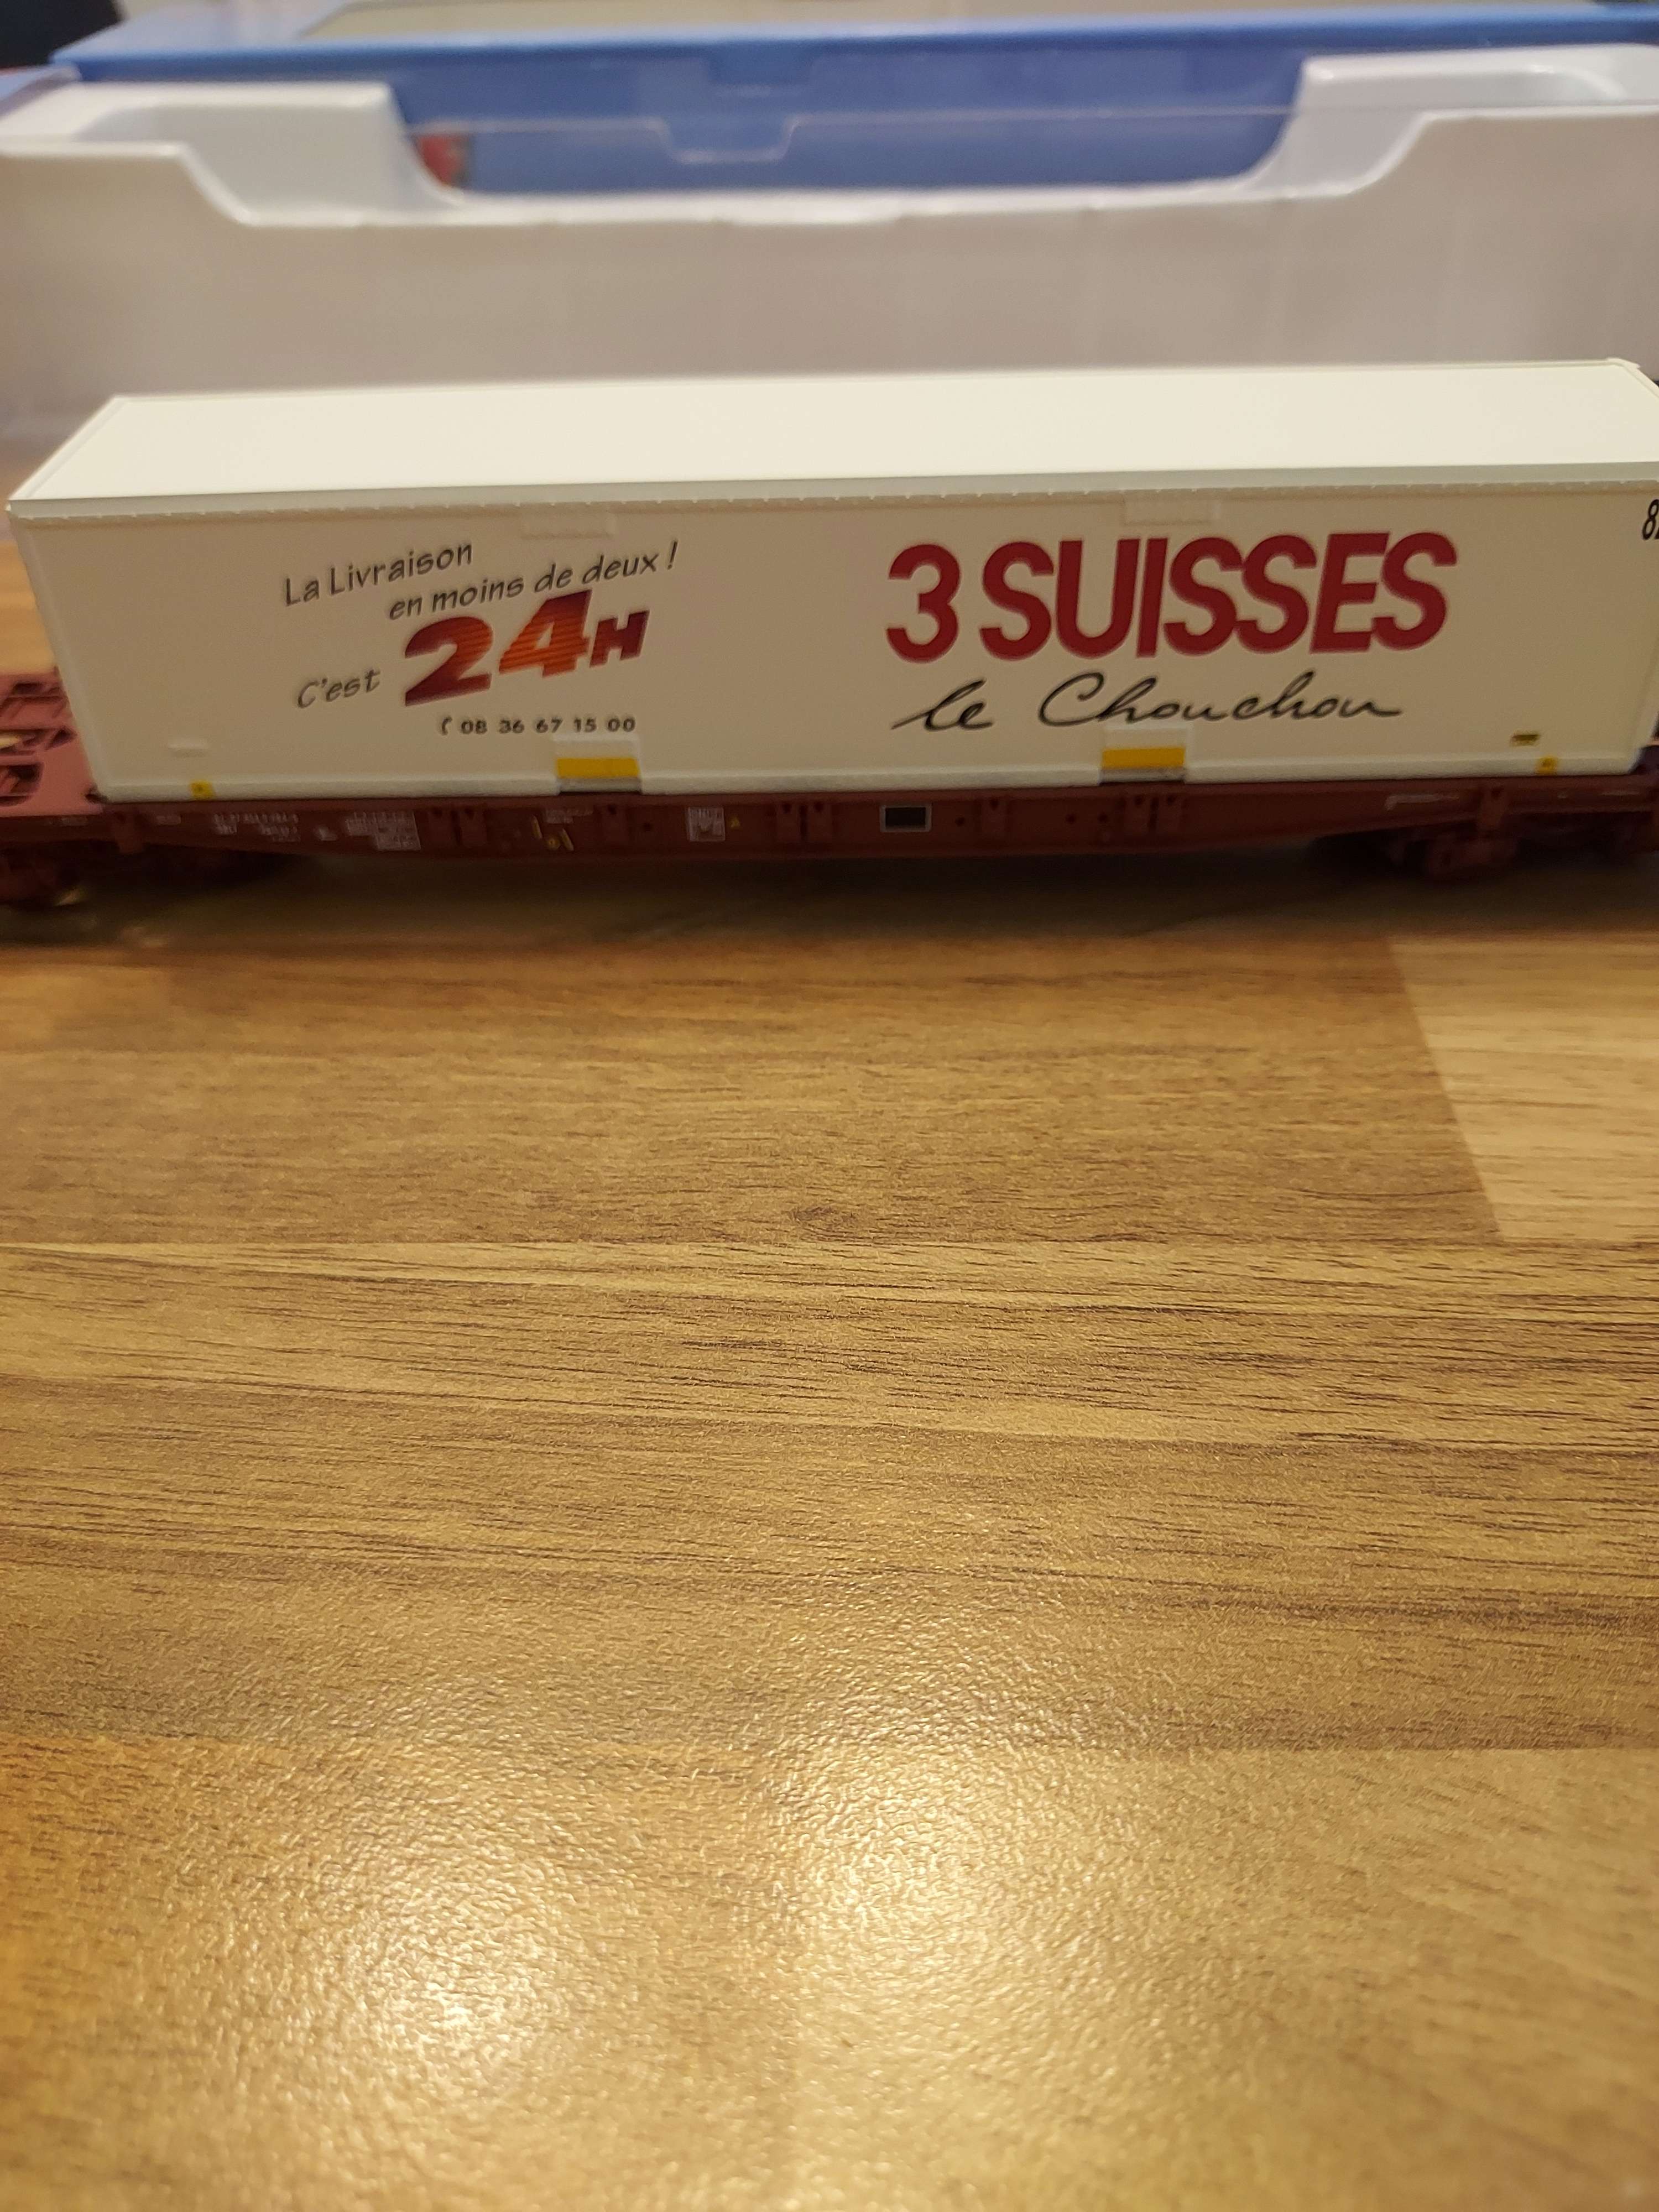 La Livraison
en moins de deux !
C'est 24H
08 36 67 15 00
3 SUISSES
le Chouchou